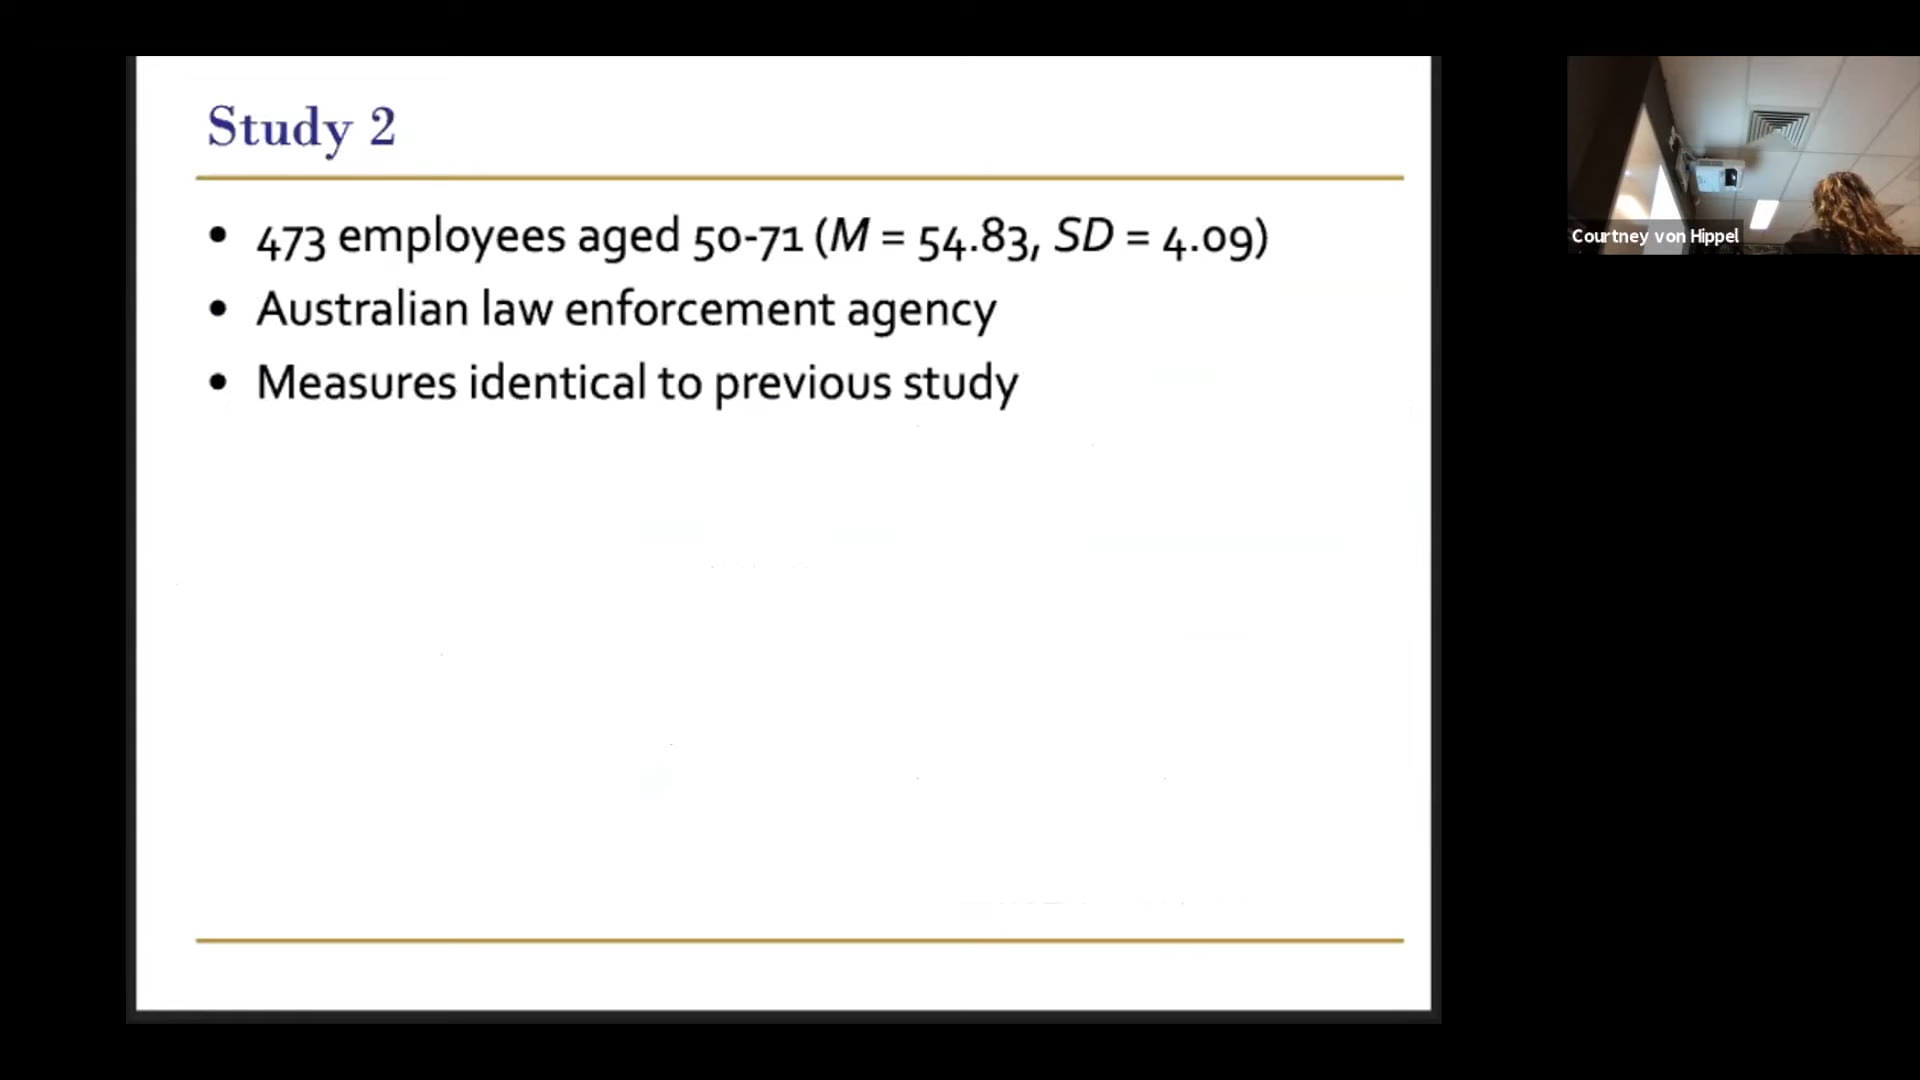 Study 2
• 473 employees aged 50-71 (M = 54.83, SD = 4.09)
• Australian law enforcement agency
• Measures identical to previous study
Courtney von Hippel